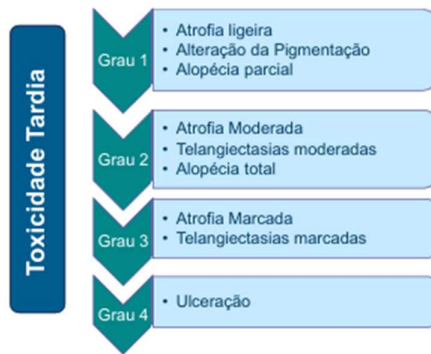 Toxicidade Tardia
Grau 1
• Atrofia ligeira
• Alteração da Pigmentação
• Alopécia parcial
Grau 2
• Atrofia Moderada
• Telangiectasias moderadas
• Alopécia total
Grau 3
• Atrofia Marcada
• Telangiectasias marcadas
Grau 4
• Ulceração